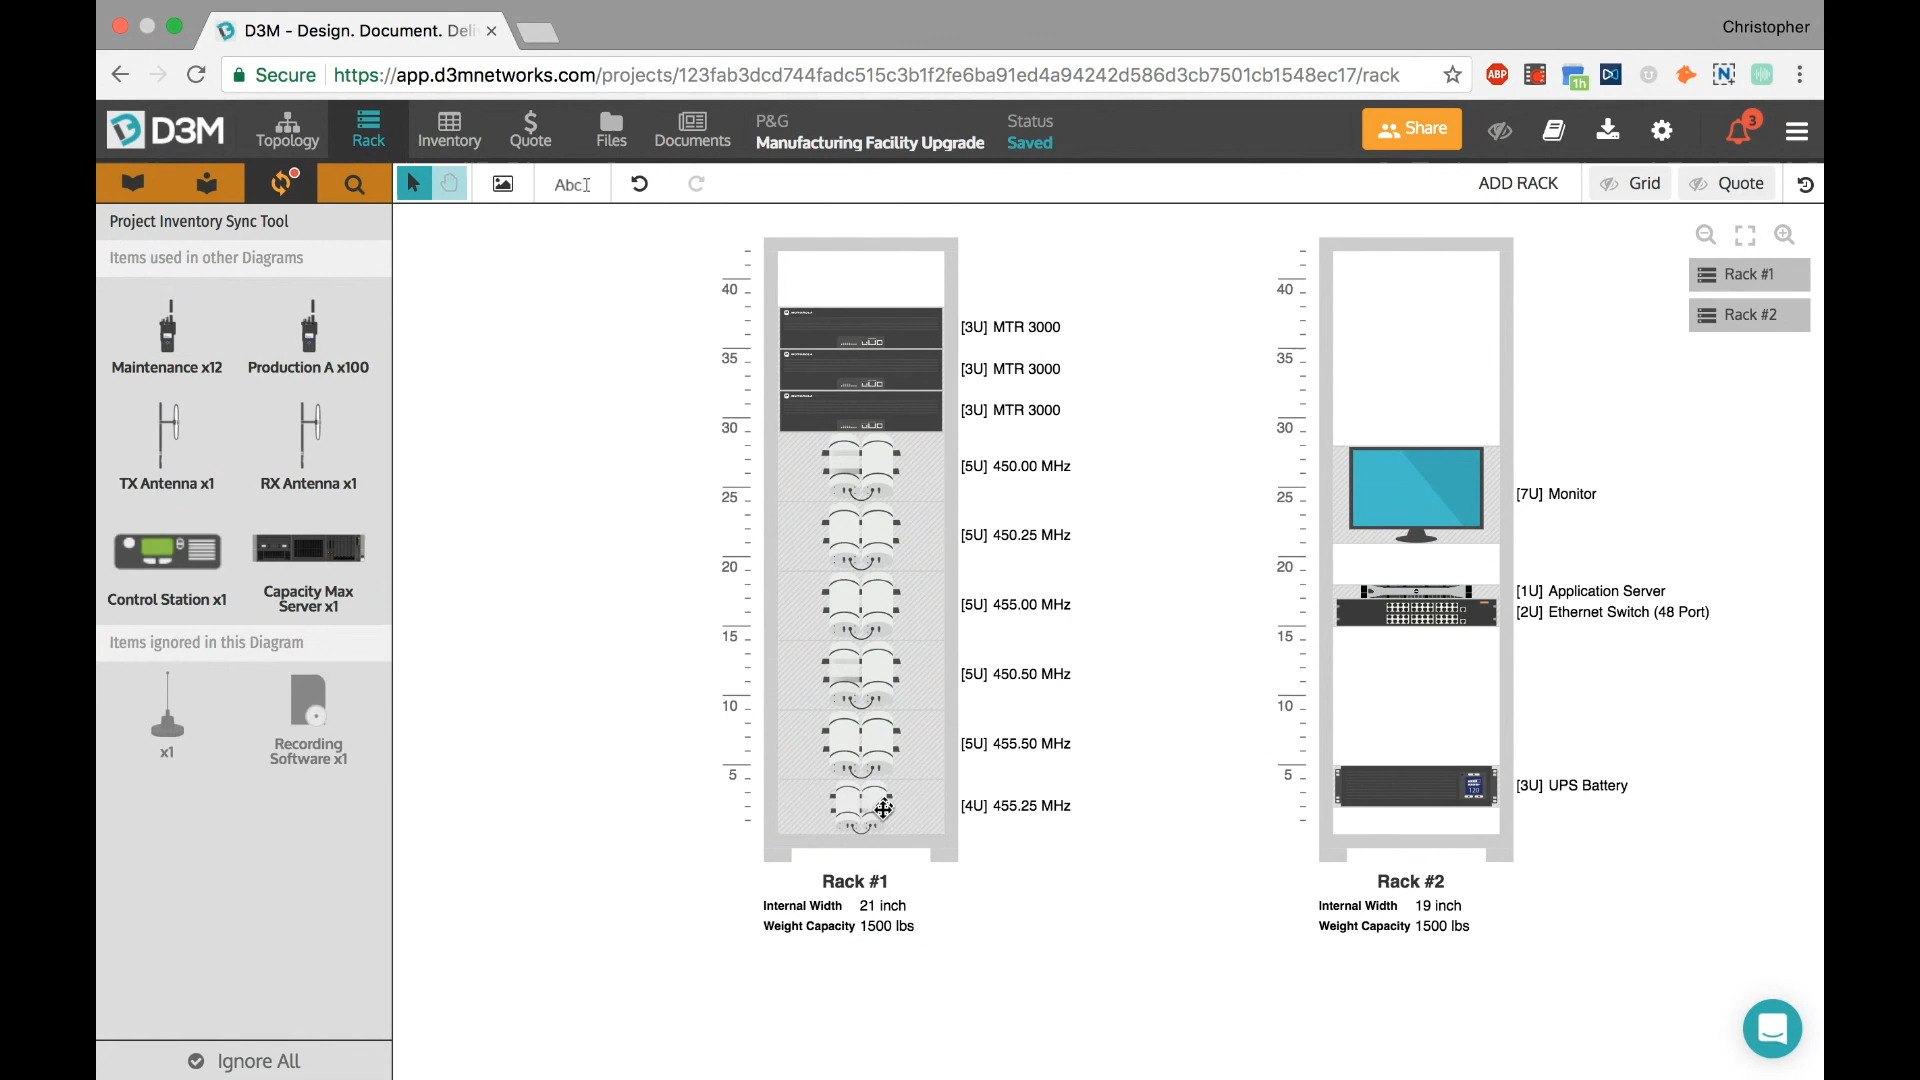 D3M - Design. Document. Deli
Christopher
Secure
https://app.d3mnetworks.com/projects/123fab3dcd744fadc515c3b1f2fe6ba91ed4a94242d586d3cb7501cb1548ec17/rack
ABP
1h
N
D3M
Topology
Rack
Inventory
Quote
Files
Documents
P&G
Manufacturing Facility Upgrade
Status
Saved
Share
3
Abc
ADD RACK
Grid
Quote
Project Inventory Sync Tool
Items used in other Diagrams
Maintenance x12
Production A x100
TX Antenna x1
RX Antenna x1
Control Station x1
Capacity Max
Server x1
Items ignored in this Diagram
x1
Recording
Software x1
Ignore All
40
35
30
25
20
15
10
5
[3U] MTR 3000
[3U] MTR 3000
[3U] MTR 3000
[5U] 450.00 MHz
[5U] 450.25 MHz
[5U] 455.00 MHz
[5U] 450.50 MHz
[5U] 455.50 MHz
[4U] 455.25 MHz
Rack #1
Internal Width 21 inch
Weight Capacity 1500 lbs
40
35
30
25
20
15
10
5
[7U] Monitor
[1U] Application Server
[2U] Ethernet Switch (48 Port)
[3U] UPS Battery
120
Rack #2
Internal Width 19 inch
Weight Capacity 1500 lbs
Rack #1
Rack #2